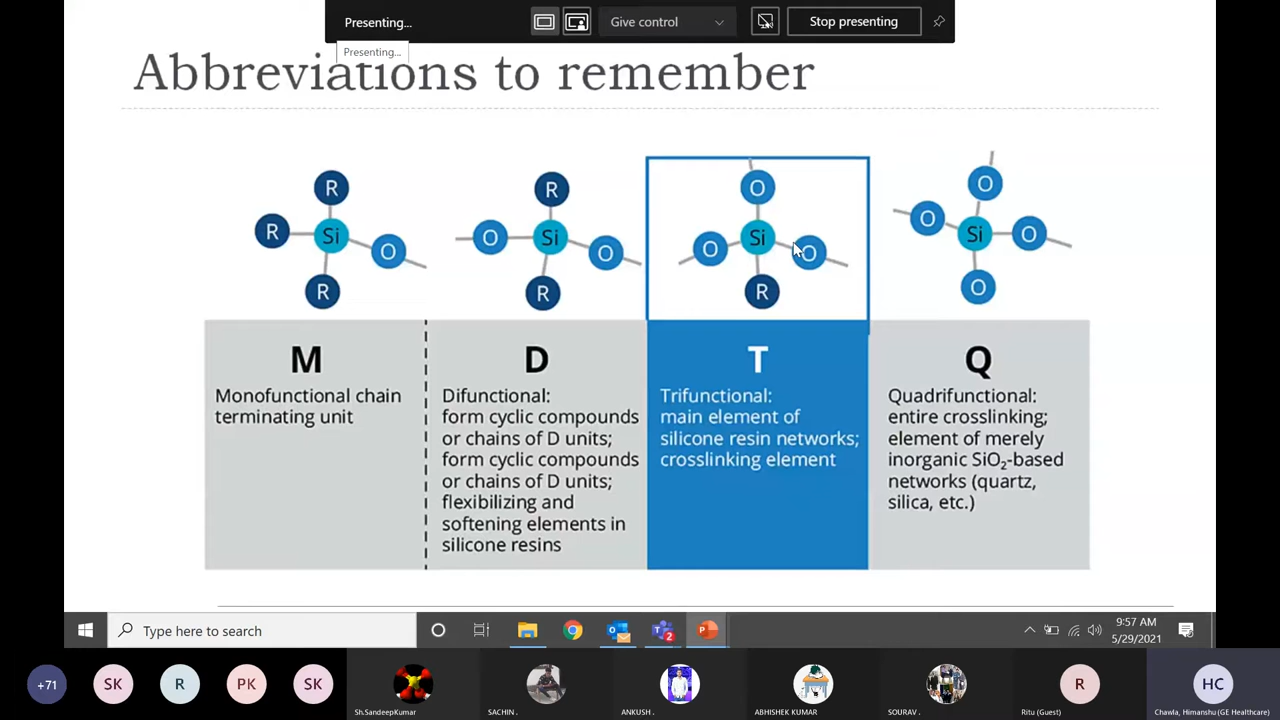 Presenting...
Give control
Stop presenting
Presenting...
Abbreviations to remember
R
R
Si
O
R
R
O
Si
O
R
O
O
Si
O
R
O
O
Si
O
O
M
Monofunctional chain
terminating unit
D
Difunctional:
form cyclic compounds
or chains of D units;
form cyclic compounds
or chains of D units;
flexibilizing and
softening elements in
silicone resins
T
Trifunctional:
main element of
silicone resin networks;
crosslinking element
Q
Quadrifunctional:
entire crosslinking;
element of merely
inorganic SiO₂-based
networks (quartz,
silica, etc.)
Type here to search
2
9:57 AM
5/29/2021
+71
SK
R
PK
SK
Sh.SandeepKumar
SACHIN .
ANKUSH .
ABHISHEK KUMAR
SOURAV .
R
Ritu (Guest)
HC
Chawla, Himanshu (GE Healthcare)